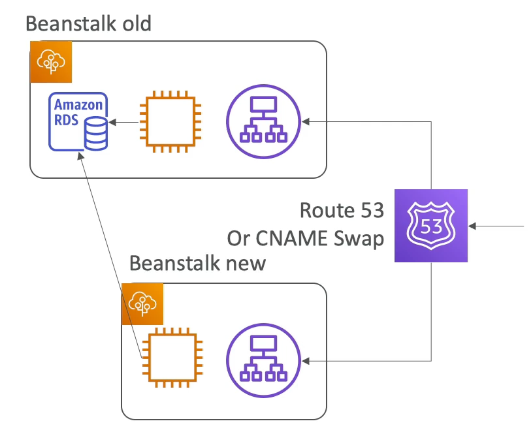 Beanstalk old
Amazon
RDS
Route 53
Or CNAME Swap
53
Beanstalk new